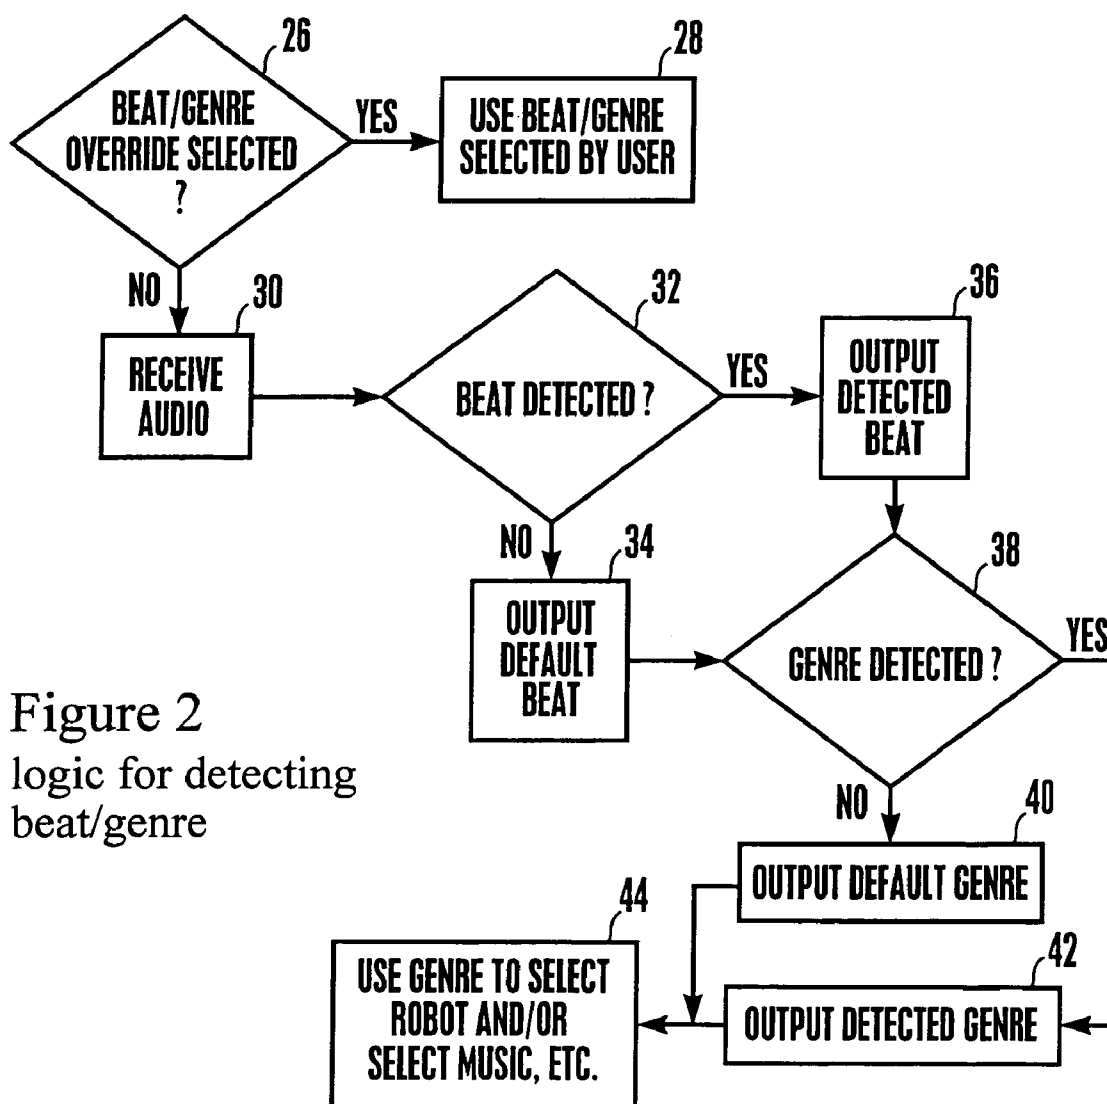 26
BEAT/GENRE
OVERRIDE SELECTED
?
YES
28
USE BEAT/GENRE
SELECTED BY USER
NO
30
RECEIVE
AUDIO
32
BEAT DETECTED ?
YES
36
OUTPUT
DETECTED
BEAT
NO
34
OUTPUT
DEFAULT
BEAT
38
GENRE DETECTED ?
YES
Figure 2
logic for detecting
beat/genre
NO
40
OUTPUT DEFAULT GENRE
44
USE GENRE TO SELECT
ROBOT AND/OR
SELECT MUSIC, ETC.
42
OUTPUT DETECTED GENRE